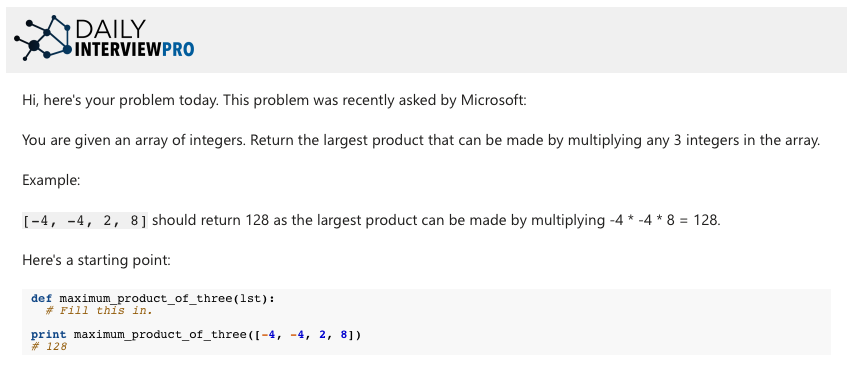 DAILY
INTERVIEWPRO
Hi, here's your problem today. This problem was recently asked by Microsoft:
You are given an array of integers. Return the largest product that can be made by multiplying any 3 integers in the array.
Example:
[-4, -4, 2, 8] should return 128 as the largest product can be made by multiplying -4 * -4 * 8 = 128.
Here's a starting point:
def maximum_product_of_three(lst):
  # Fill this in.
print maximum_product_of_three([-4, -4, 2, 8])
# 128